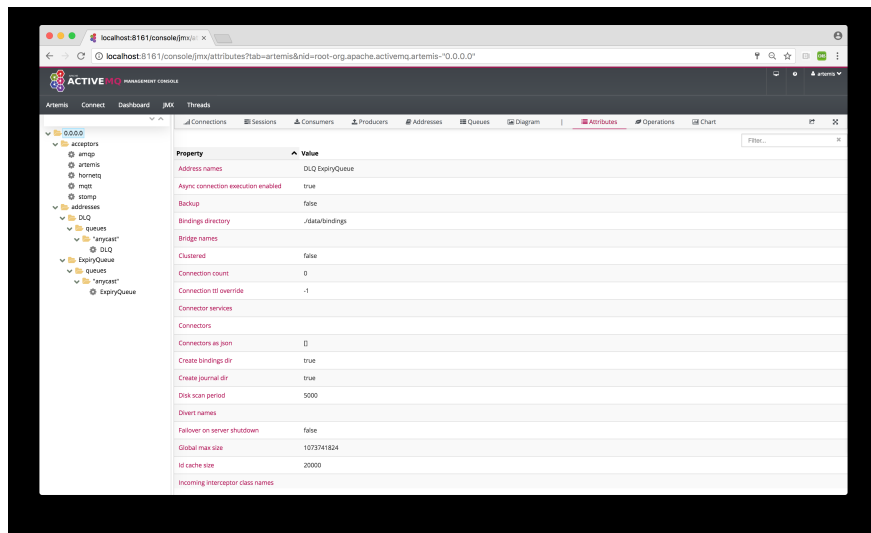 localhost:8161/console/jmx/at
localhost:8161/console/jmx/attributes?tab=artemis&nid=root-org.apache.activemq.artemis-"0.0.0.0"
ACTIVEMQ MANAGEMENT CONSOLE
artemis
Artemis Connect Dashboard JMX Threads
Connections Sessions Consumers Producers Addresses Queues Diagram | Attributes Operations Chart
Filter...
0.0.0.0
acceptors
amqp
artemis
hornetq
mqtt
stomp
addresses
DLQ
queues
"anycast"
DLQ
ExpiryQueue
queues
"anycast"
ExpiryQueue
Property Value
Address names DLQ ExpiryQueue
Async connection execution enabled true
Backup false
Bindings directory ./data/bindings
Bridge names
Clustered false
Connection count 0
Connection ttl override -1
Connector services
Connectors
Connectors as json []
Create bindings dir true
Create journal dir true
Disk scan period 5000
Divert names
Failover on server shutdown false
Global max size 1073741824
Id cache size 20000
Incoming interceptor class names